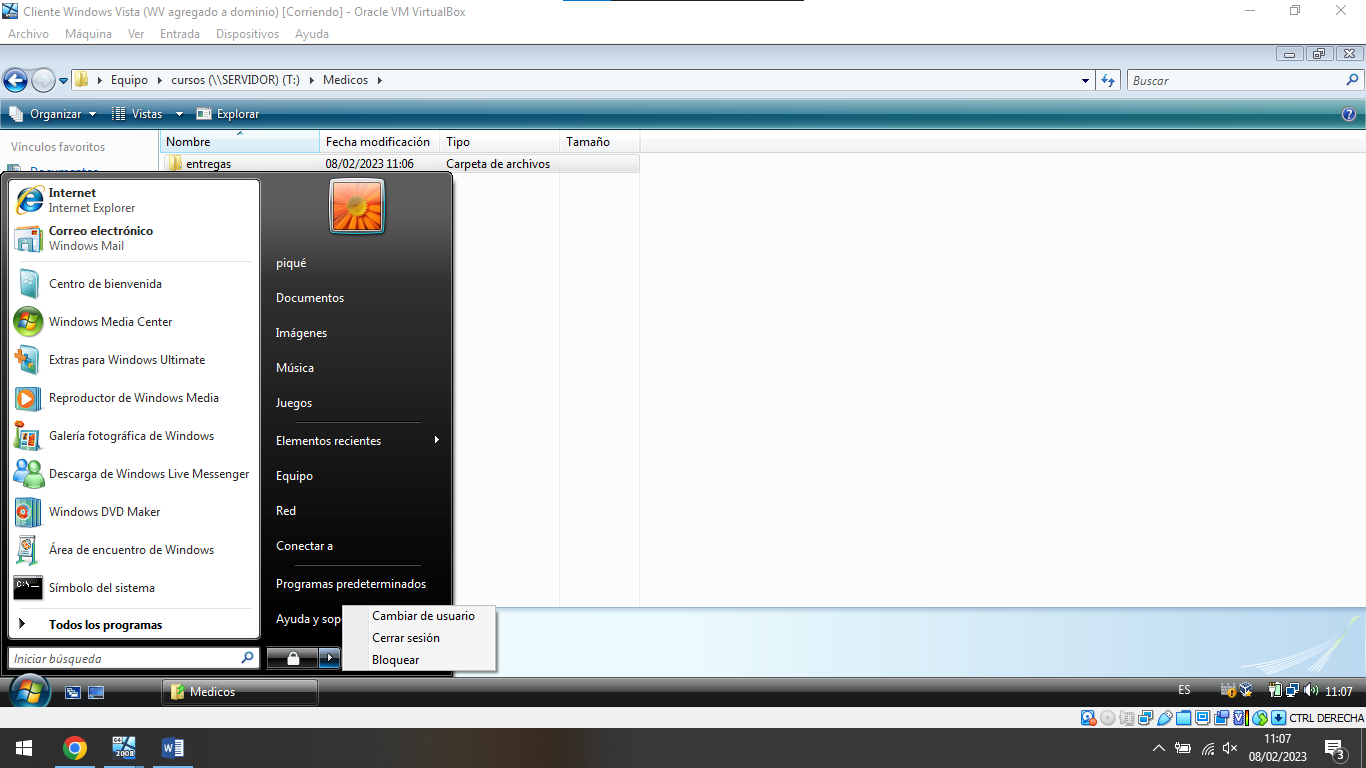 Cliente Windows Vista (WV agregado a dominio) [Corriendo] - Oracle VM VirtualBox
Archivo Máquina Ver Entrada Dispositivos Ayuda
Equipo cursos (\\SERVIDOR) (T:) Medicos
Buscar
Organizar Vistas Explorar
Vínculos favoritos
Nombre Fecha modificación Tipo Tamaño
entregas 08/02/2023 11:06 Carpeta de archivos
Documentos
Internet
Internet Explorer
Correo electrónico
Windows Mail
Centro de bienvenida
Windows Media Center
Extras para Windows Ultimate
Reproductor de Windows Media
Galería fotográfica de Windows
Descarga de Windows Live Messenger
Windows DVD Maker
Área de encuentro de Windows
Símbolo del sistema
Todos los programas
Iniciar búsqueda
piqué
Documentos
Imágenes
Música
Juegos
Elementos recientes
Equipo
Red
Conectar a
Programas predeterminados
Ayuda y sop
Cambiar de usuario
Cerrar sesión
Bloquear
Medicos
ES
11:07
CTRL DERECHA
2008
11:07
08/02/2023
3